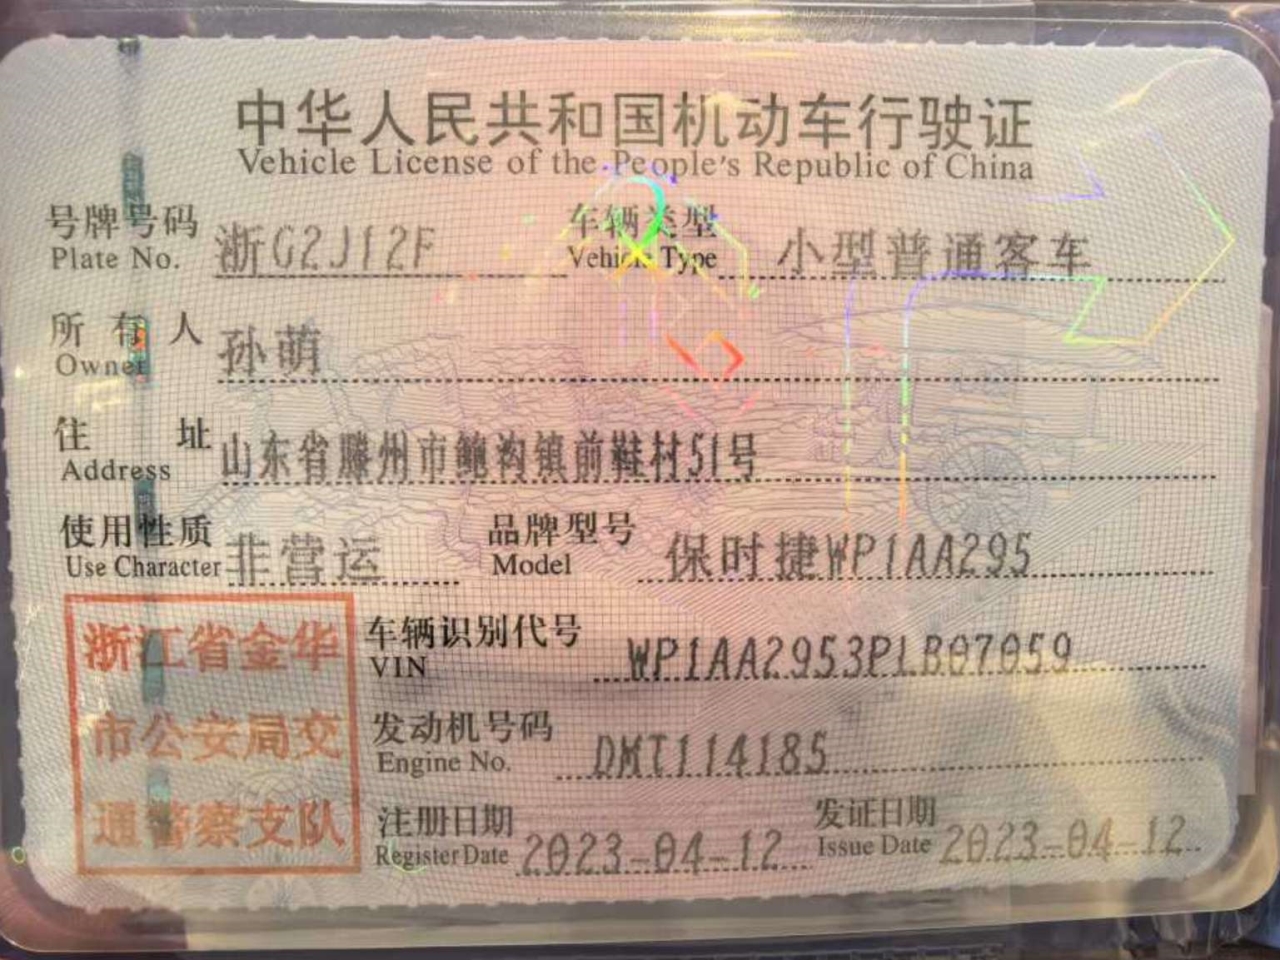 中华人民共和国机动车行驶证
Vehicle License of the People's Republic of China
号牌号码 浙G2J12F 车辆类型 小型普通客车
Plate No. Vehicle Type
所有人 孙萌
Owner
住址 山东省滕州市鲍沟镇前鞋村51号
Address
使用性质 非营运 品牌型号 保时捷WP1AA295
Use Character Model
浙江省金华
市公安局交
通警察支队
车辆识别代号 WP1AA2953PLB07059
VIN
发动机号码 DMT114185
Engine No.
注册日期 2023-04-12 发证日期 2023-04-12
Register Date Issue Date